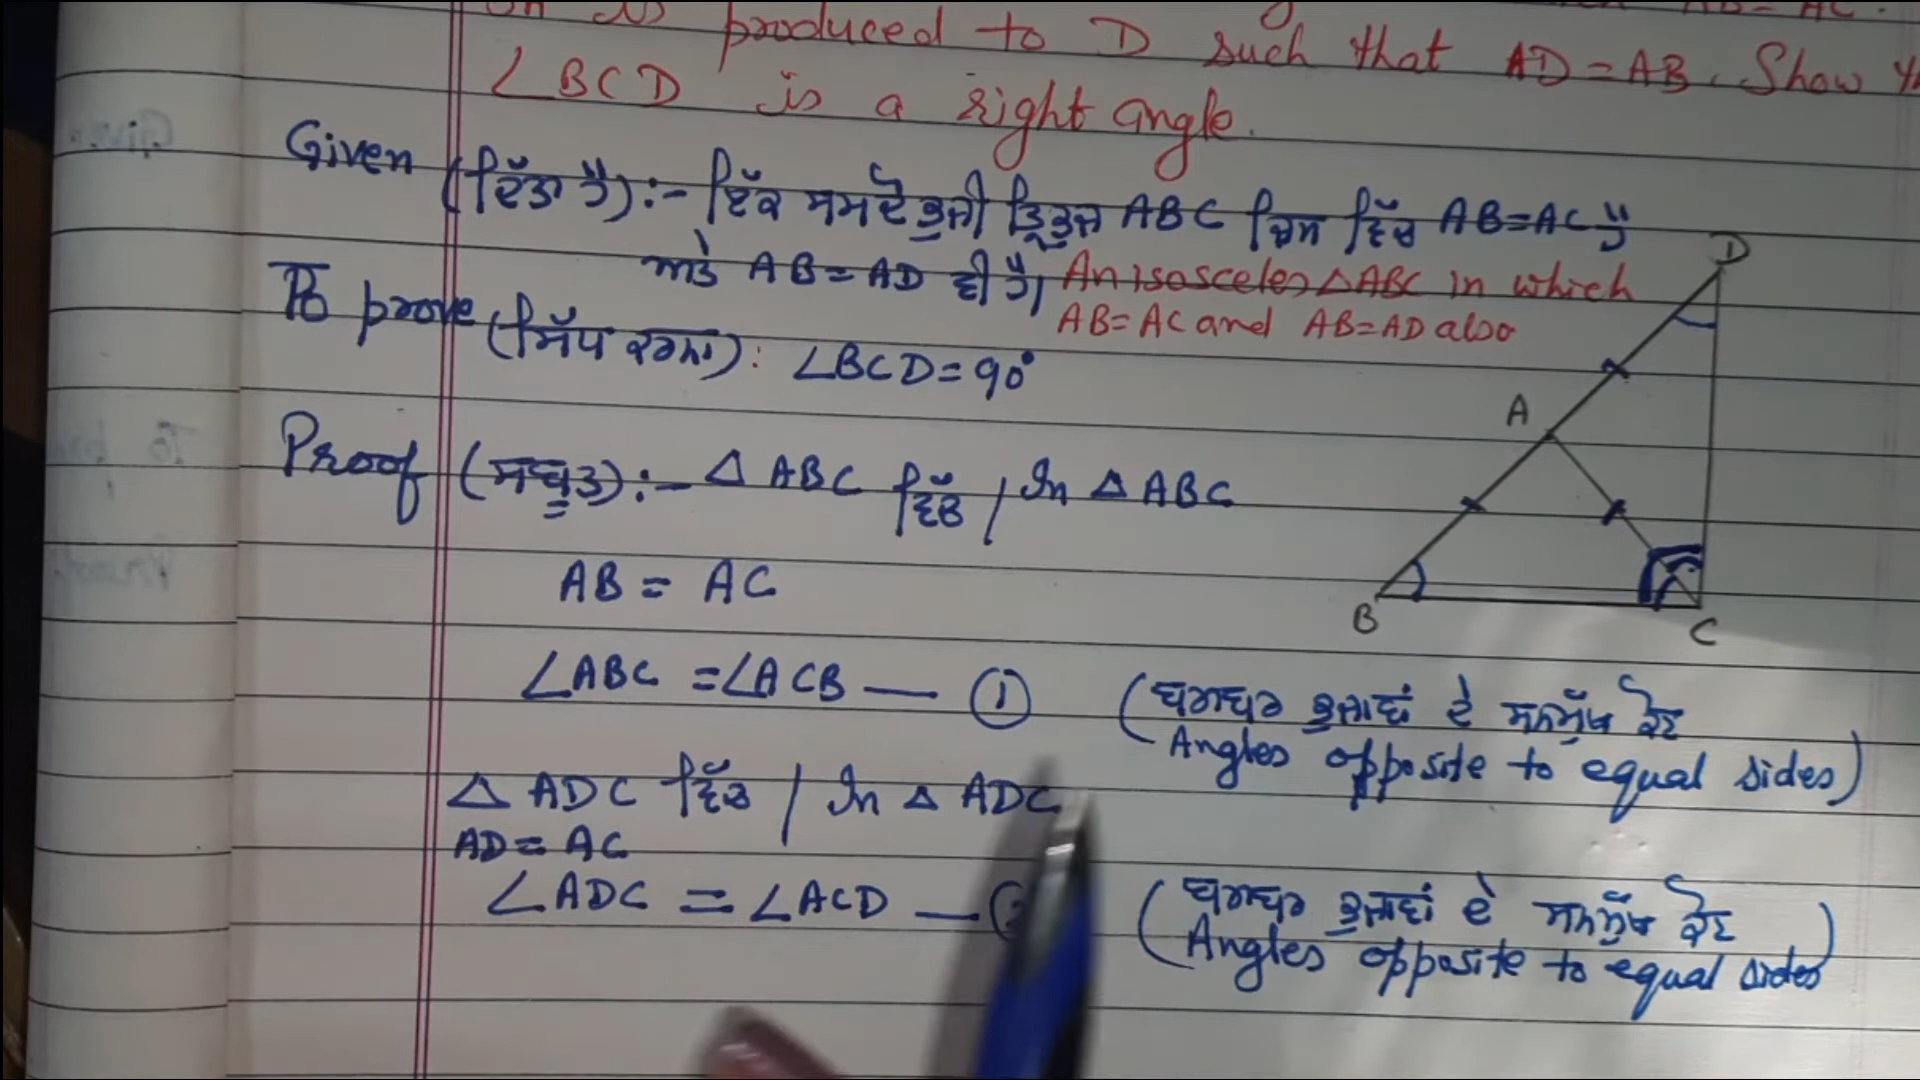 is produced to D such that AD = AB. Show
∠BCD is a right angle.
Given (ਦਿੱਤਾ ਹੈ) :- ਇੱਕ ਸਮਦੋਭੁਜੀ ਤ੍ਰਿਭੁਜ ABC ਜਿਸ ਵਿੱਚ AB=AC ਹੈ
ਅਤੇ AB = AD ਵੀ ਹੈ। An isosceles △ABC in which
AB = AC and AB = AD also
To prove (ਸਿੱਧ ਕਰਨਾ) : ∠BCD = 90°
Proof (ਸਬੂਤ) :- △ ABC ਵਿੱਚ / In △ ABC
AB = AC
∠ABC = ∠ACB — ①
(ਬਰਾਬਰ ਭੁਜਾਵਾਂ ਦੇ ਸਨਮੁੱਖ ਕੋਣ
Angles opposite to equal sides)
△ ADC ਵਿੱਚ / In △ ADC
AD = AC
∠ADC = ∠ACD —
(ਬਰਾਬਰ ਭੁਜਾਵਾਂ ਦੇ ਸਨਮੁੱਖ ਕੋਣ
Angles opposite to equal sides)
D
A
B
C